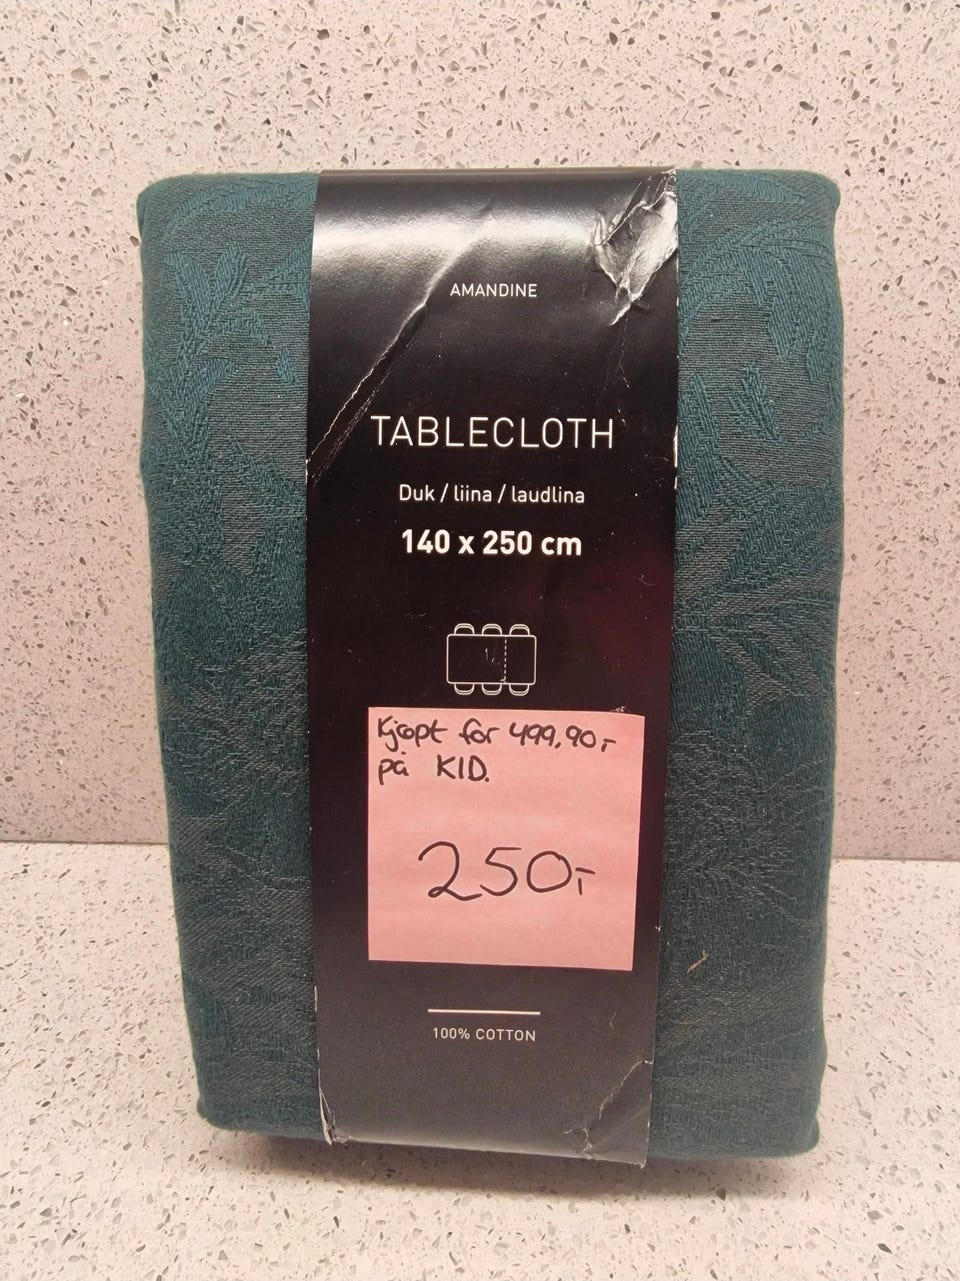 AMANDINE
TABLECLOTH
Duk / liina / laudlina
140 x 250 cm
Kjøpt for 499,90,-
på KID.
250,-
100% COTTON